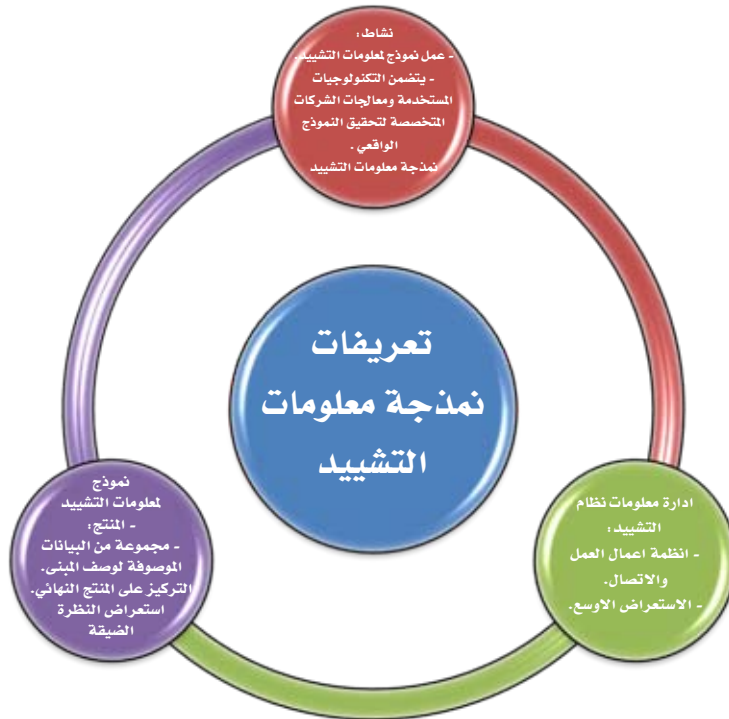 نشاط:
- عمل نموذج لمعلومات التشييد.
- يتضمن التكنولوجيات
المستخدمة ومعالجات الشركات
المتخصصة لتحقيق النموذج
الواقعي.
نمذجة معلومات التشييد
تعريفات
نمذجة معلومات
التشييد
ادارة معلومات نظام
التشييد:
- انظمة اعمال العمل
والاتصال.
- الاستعراض الاوسع.
نموذج
لمعلومات التشييد
- المنتج:
- مجموعة من البيانات
الموصوفة لوصف المبنى.
التركيز على المنتج النهائي.
استعراض النظرة
الضيقة